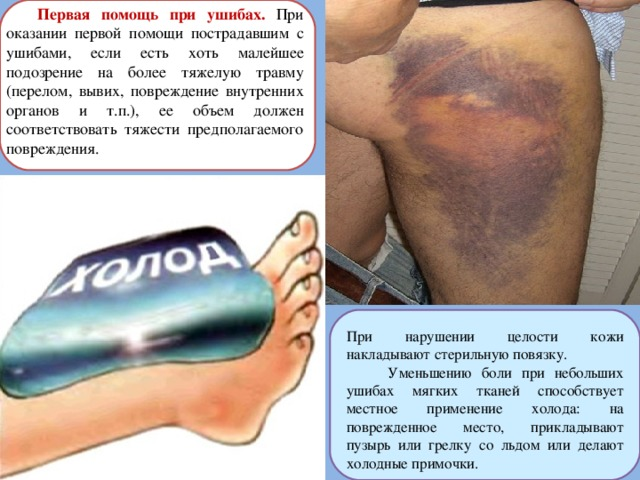 Первая помощь при ушибах. При
оказании первой помощи пострадавшим с
ушибами, если есть хоть малейшее
подозрение на более тяжелую травму
(перелом, вывих, повреждение внутренних
органов и т.п.), ее объем должен
соответствовать тяжести предполагаемого
повреждения.
ХОЛОД
При нарушении целости кожи
накладывают стерильную повязку.
Уменьшению боли при небольших
ушибах мягких тканей способствует
местное применение холода: на
поврежденное место, прикладывают
пузырь или грелку со льдом или делают
холодные примочки.